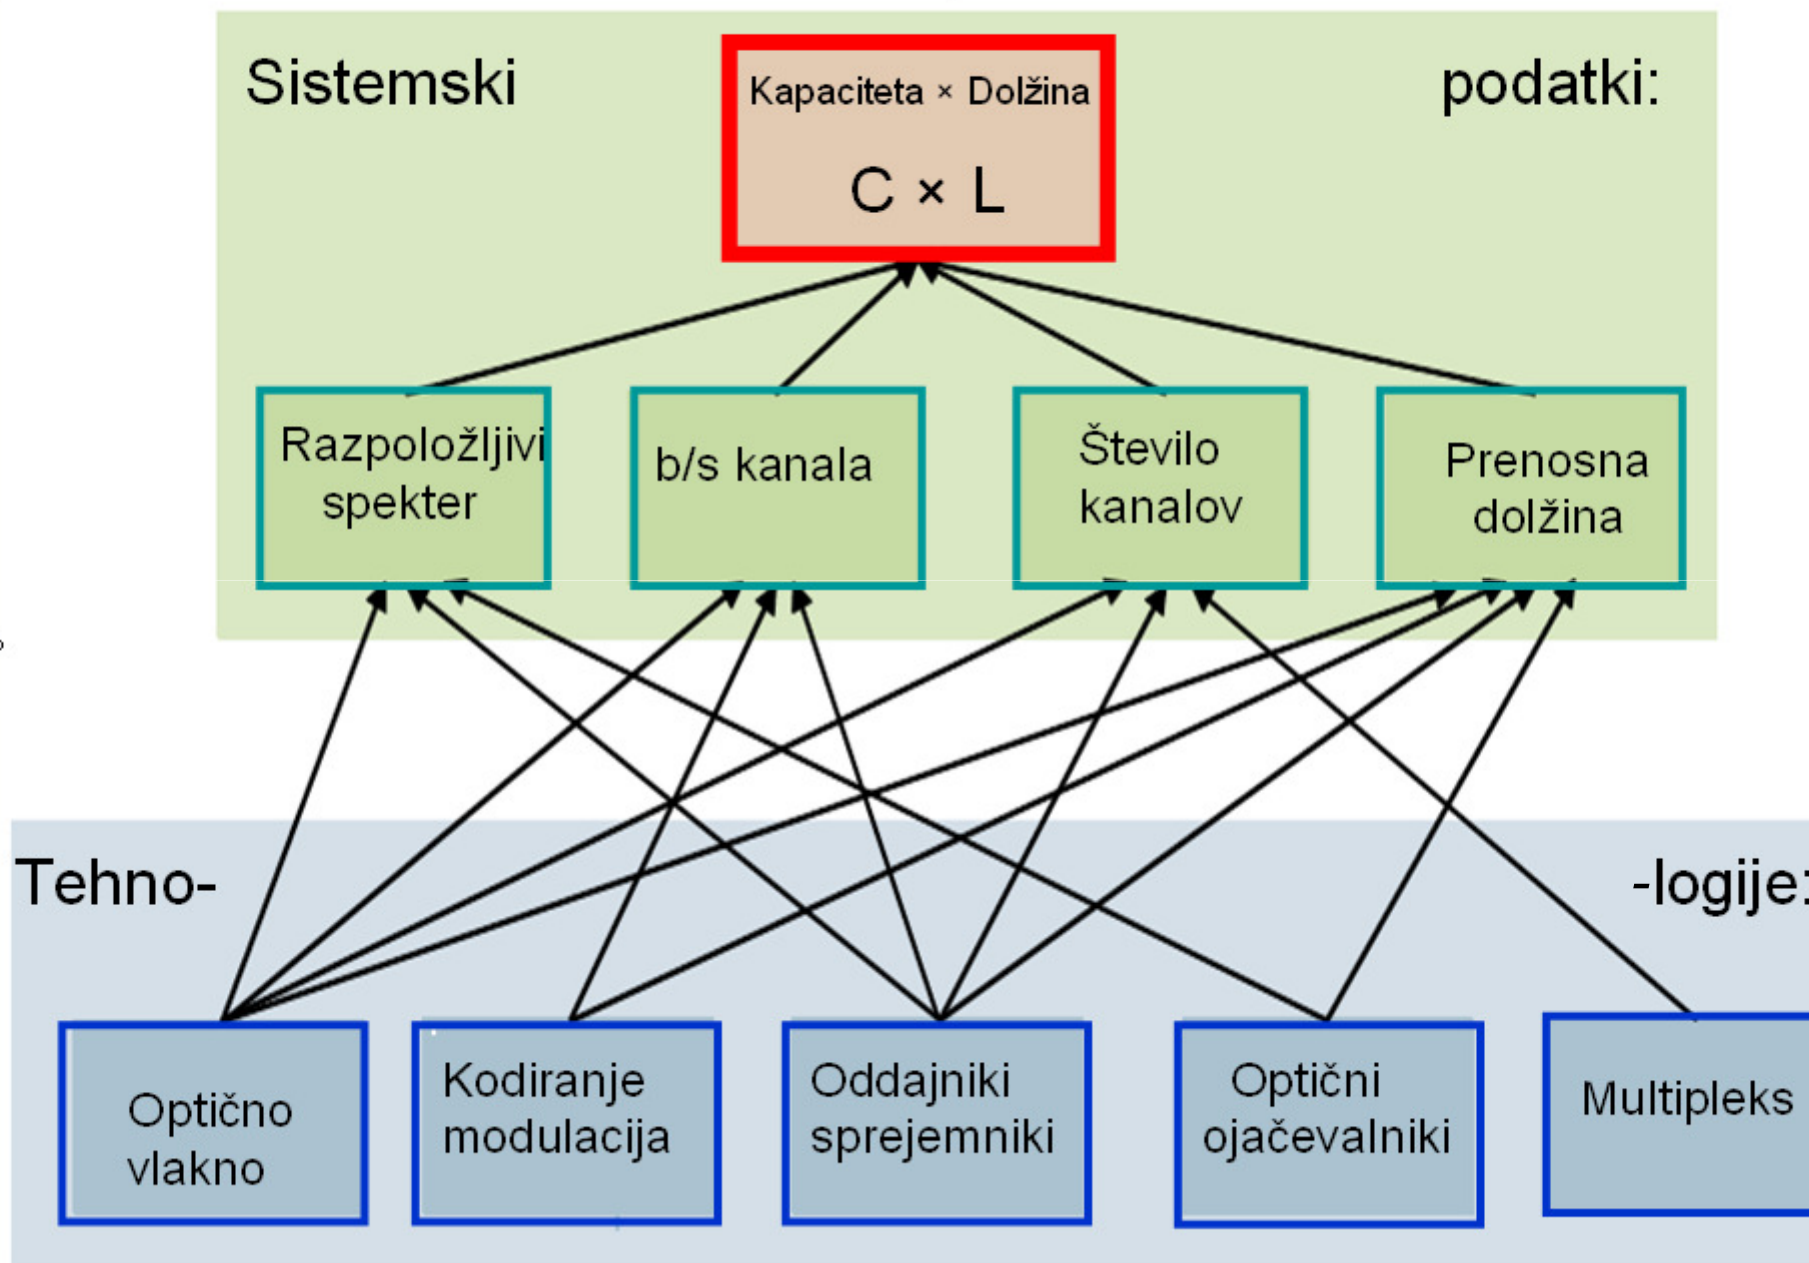 Sistemski podatki:
Kapaciteta × Dolžina
C × L
Razpoložljivi
spekter
b/s kanala
Število
kanalov
Prenosna
dolžina
Tehno- -logije:
Optično
vlakno
Kodiranje
modulacija
Oddajniki
sprejemniki
Optični
ojačevalniki
Multipleks